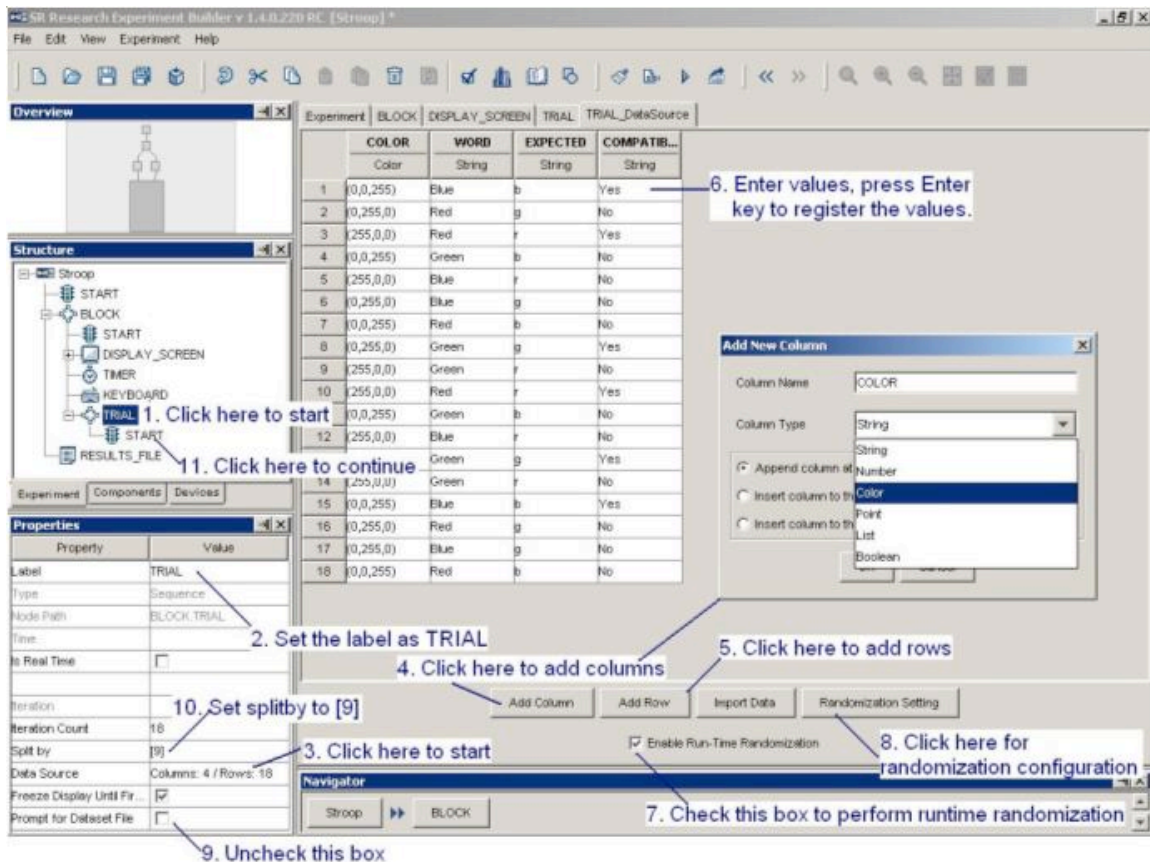 SR Research Experiment Builder v 1.4.0.220 RC [Stroop] *
File Edit View Experiment Help
Overview
Experiment BLOCK DISPLAY_SCREEN TRIAL TRIAL_DataSource
COLOR WORD EXPECTED COMPATIB...
Color String String String
1 (0,0,255) Blue b Yes
2 (0,255,0) Red g No
3 (255,0,0) Red r Yes
4 (0,0,255) Green b No
5 (255,0,0) Blue r No
6 (0,255,0) Blue g No
7 (0,0,255) Red b No
8 (0,255,0) Green g Yes
9 (255,0,0) Green r No
10 (255,0,0) Red r Yes
(0,0,255) Green b No
12 (255,0,0) Blue r No
Green g Yes
14 (255,0,0) Green r No
15 (0,0,255) Blue b Yes
16 (0,255,0) Red g No
17 (0,255,0) Blue g No
18 (0,0,255) Red b No
6. Enter values, press Enter
key to register the values.
Structure
Stroop
START
BLOCK
START
DISPLAY_SCREEN
TIMER
KEYBOARD
TRIAL
1. Click here to start
START
RESULTS_FILE
11. Click here to continue
Experiment Components Devices
Add New Column
Column Name COLOR
Column Type String
String
Number
Color
Point
List
Boolean
Append column at
Insert column to th
Insert column to th
Properties
Property Value
Label TRIAL
Type Sequence
Node Path BLOCK.TRIAL
Time
Is Real Time
Iteration
Iteration Count 18
Split by [9]
Data Source Columns: 4 / Rows: 18
Freeze Display Until Fir...
Prompt for Dataset File
2. Set the label as TRIAL
4. Click here to add columns
5. Click here to add rows
10. Set splitby to [9]
3. Click here to start
Add Column Add Row Import Data Randomization Setting
Enable Run-Time Randomization
8. Click here for
randomization configuration
Navigator
Stroop BLOCK
7. Check this box to perform runtime randomization
9. Uncheck this box